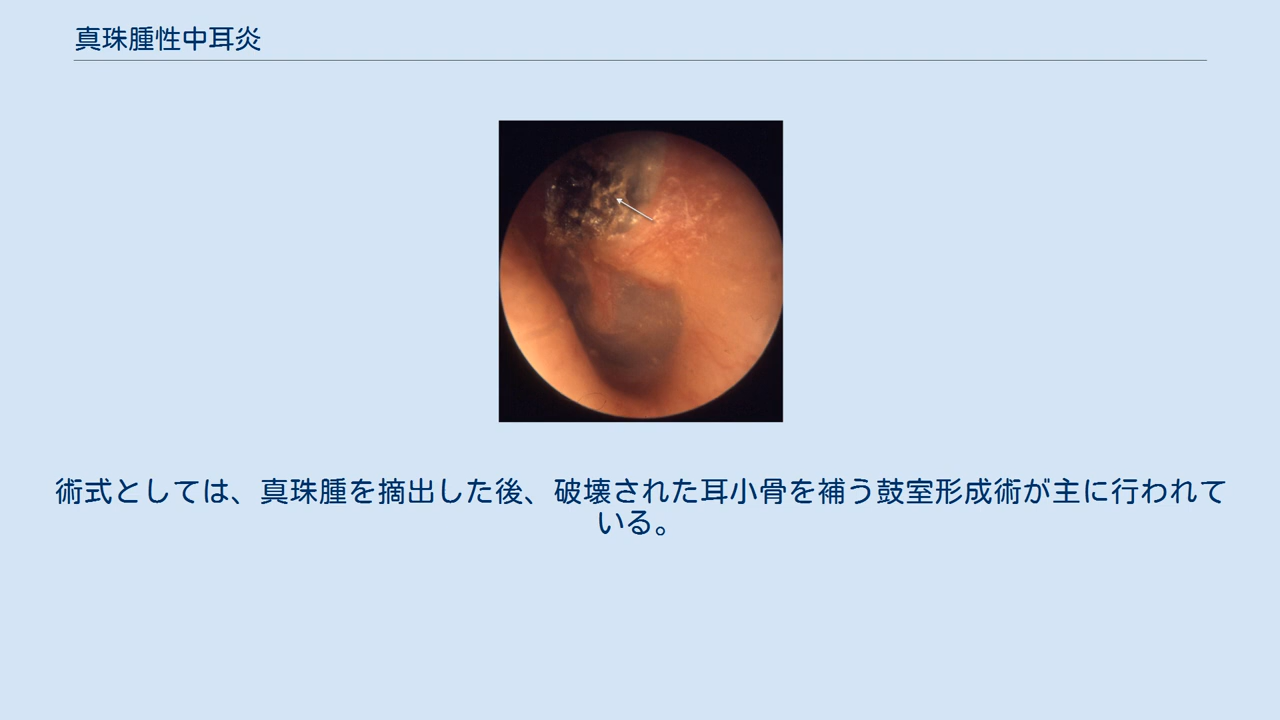 真珠腫性中耳炎
術式としては、真珠腫を摘出した後、破壊された耳小骨を補う鼓室形成術が主に行われて
いる。